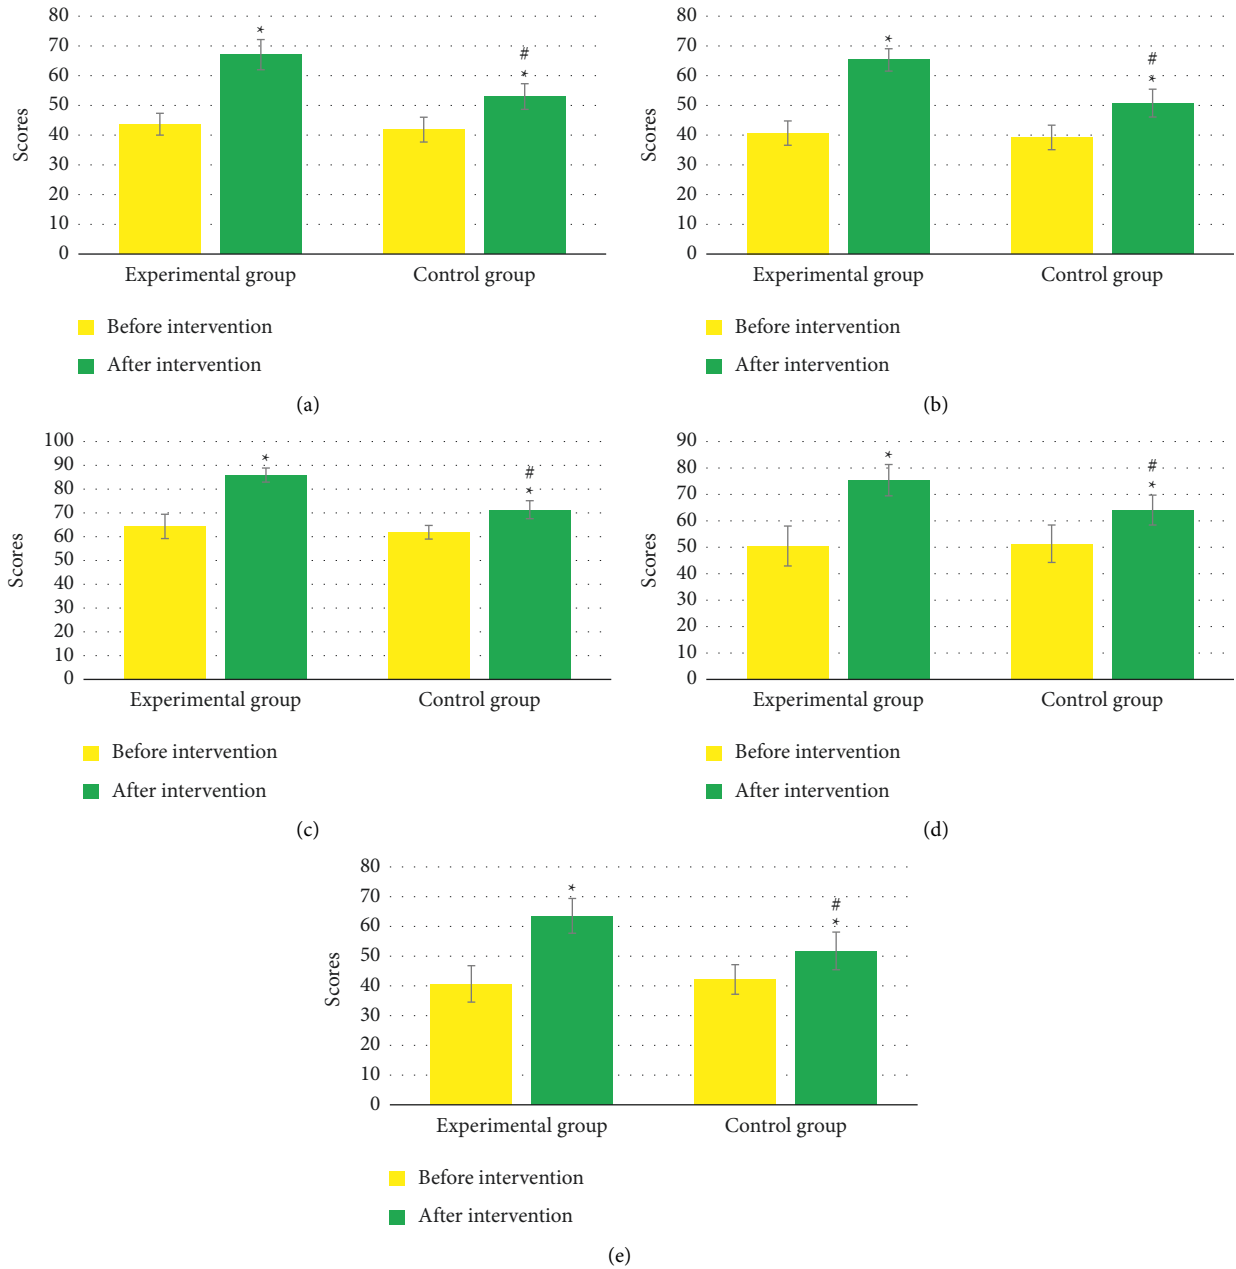 80
70
60
50
40
30
20
10
0
Scores
*
#
*
Experimental group
Control group
Before intervention
After intervention
(a)
80
70
60
50
40
30
20
10
0
Scores
*
#
*
Experimental group
Control group
Before intervention
After intervention
(b)
100
90
80
70
60
50
40
30
20
10
0
Scores
*
#
*
Experimental group
Control group
Before intervention
After intervention
(c)
90
80
70
60
50
40
30
20
10
0
Scores
*
#
*
Experimental group
Control group
Before intervention
After intervention
(d)
80
70
60
50
40
30
20
10
0
Scores
*
#
*
Experimental group
Control group
Before intervention
After intervention
(e)